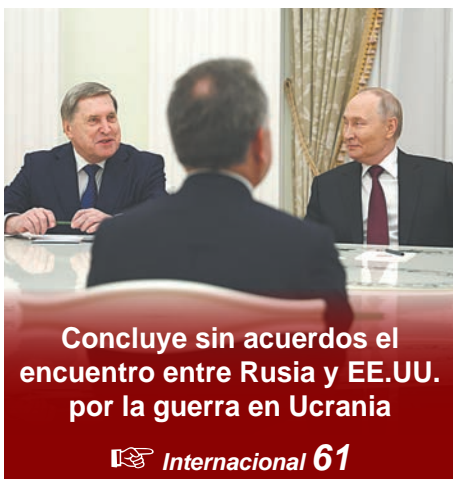 Concluye sin acuerdos el
encuentro entre Rusia y EE.UU.
por la guerra en Ucrania
☞ Internacional 61